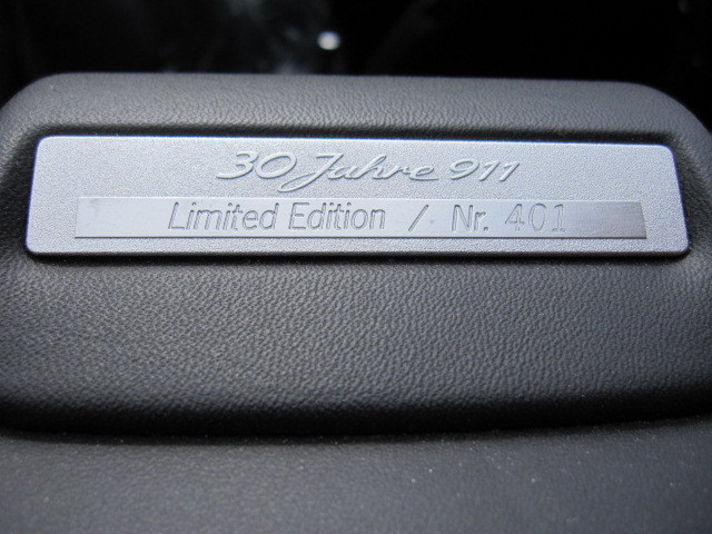 30 Jahre 911
Limited Edition / Nr. 401